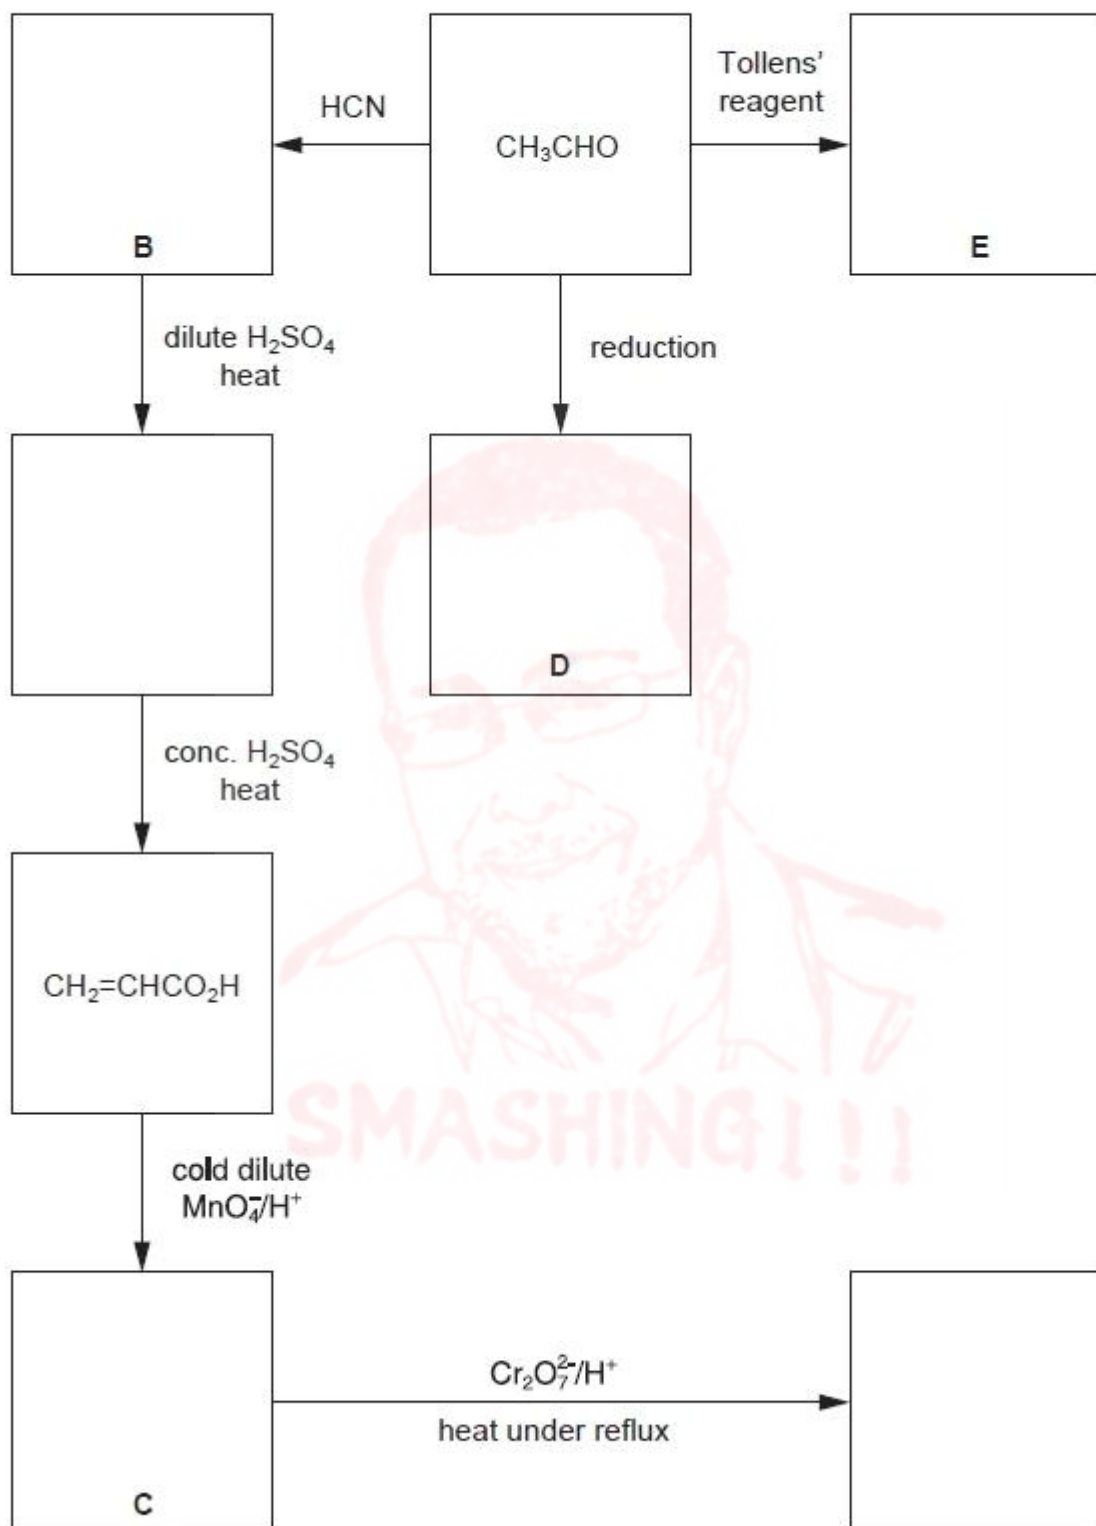 HCN
CH₃CHO
Tollens'
reagent
B
E
dilute H₂SO₄
heat
reduction
D
conc. H₂SO₄
heat
CH₂=CHCO₂H
SMASHING!!!
cold dilute
MnO₄⁻/H⁺
Cr₂O₇²⁻/H⁺
heat under reflux
C